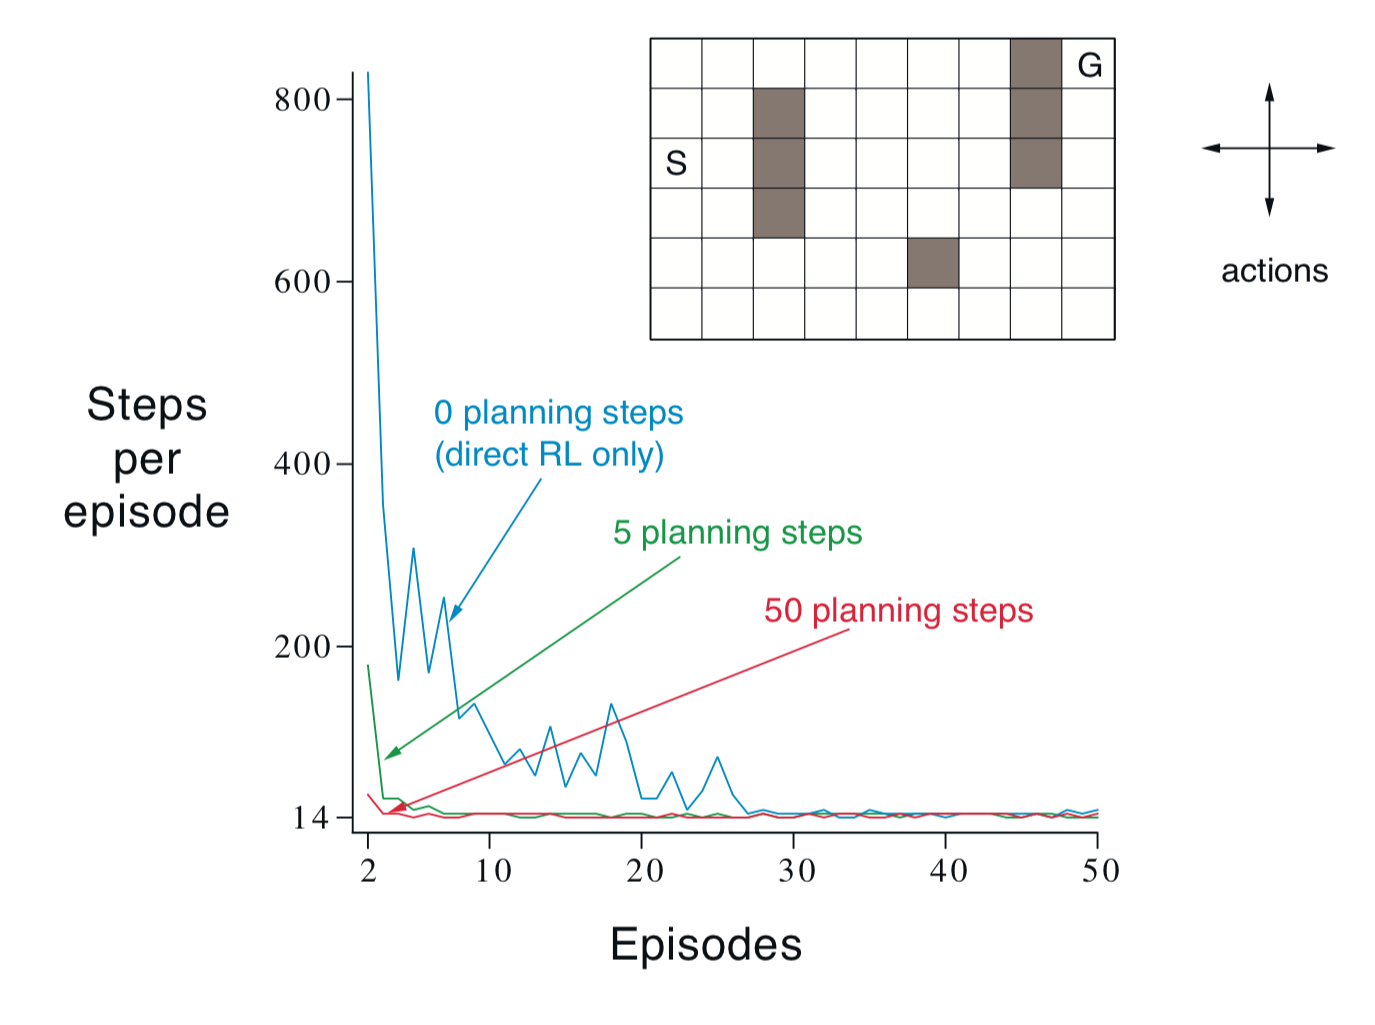 G
S
actions
800
600
400
200
14
Steps
per
episode
0 planning steps
(direct RL only)
5 planning steps
50 planning steps
2 10 20 30 40 50
Episodes